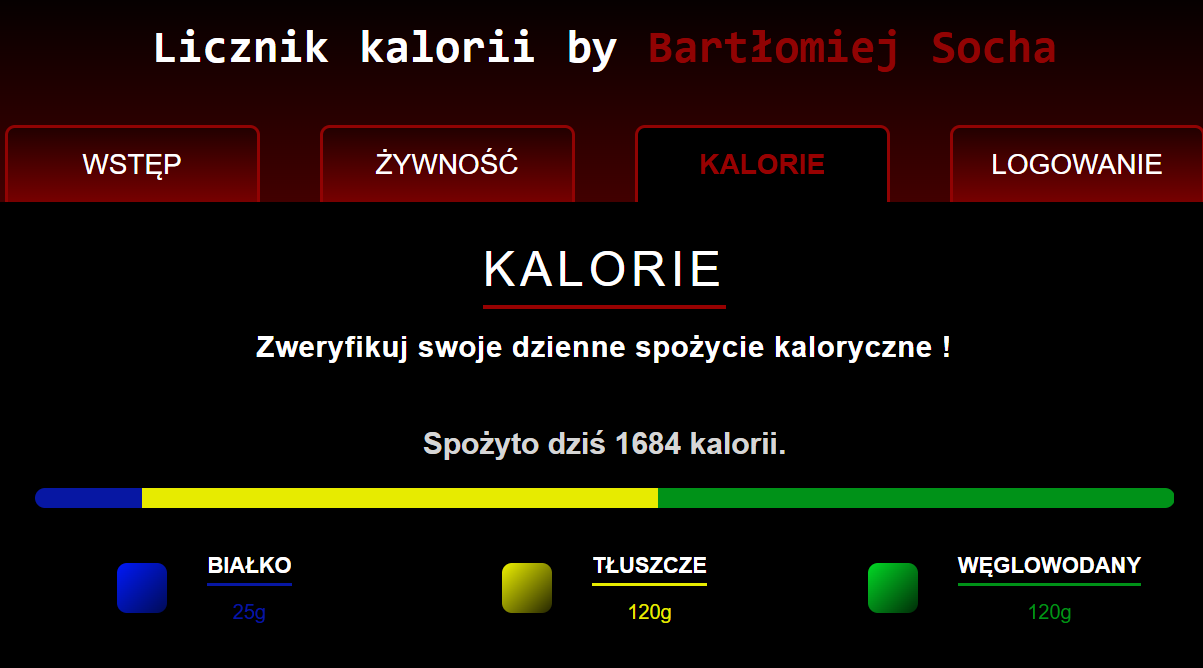 Licznik kalorii by Bartłomiej Socha
WSTĘP ŻYWNOŚĆ KALORIE LOGOWANIE
KALORIE
Zweryfikuj swoje dzienne spożycie kaloryczne !
Spożyto dziś 1684 kalorii.
BIAŁKO TŁUSZCZE WĘGLOWODANY
25g 120g 120g